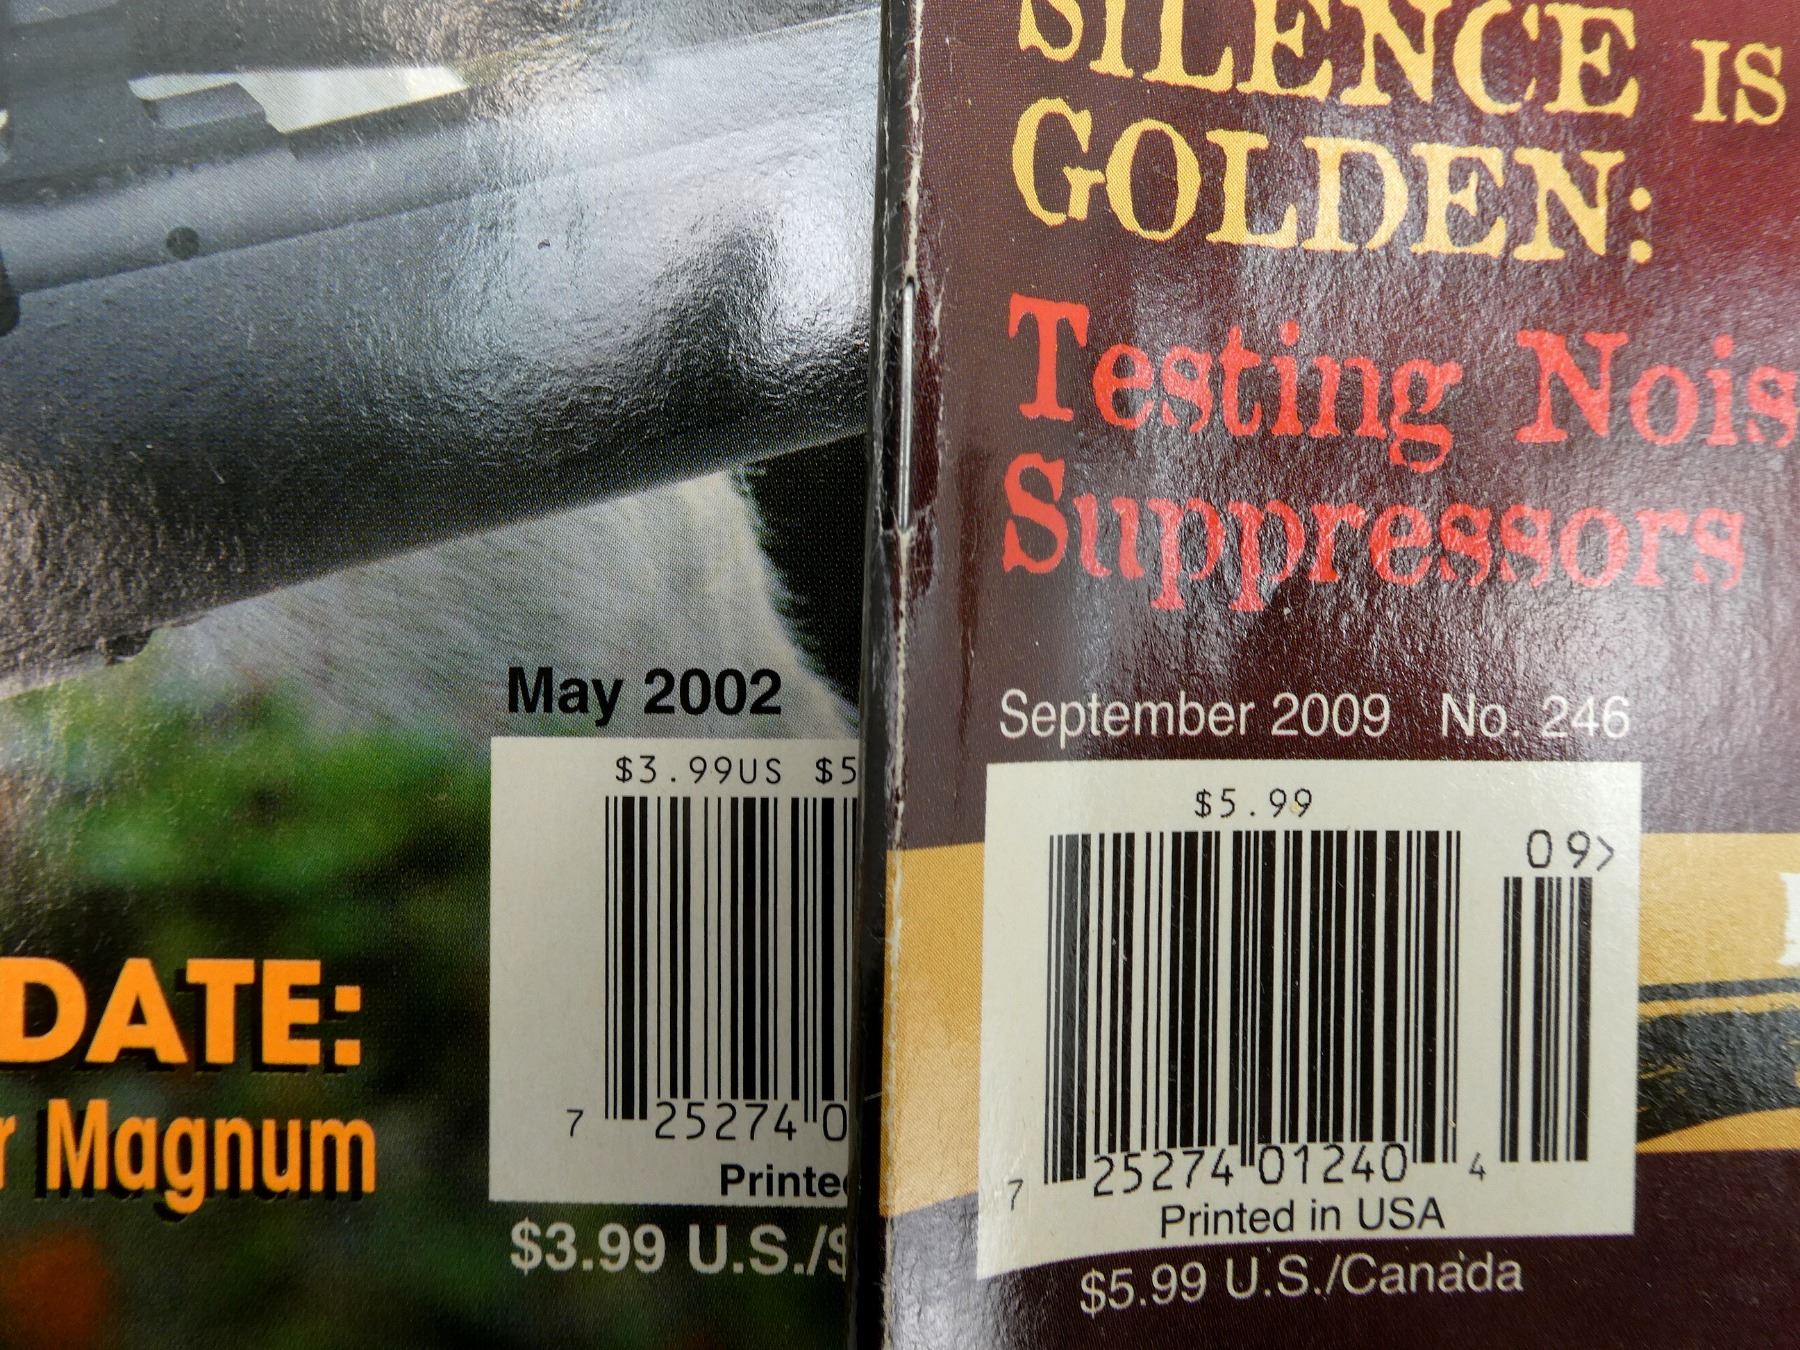 DATE:
r Magnum
May 2002
$3.99US $5
7 25274 0
Printe
$3.99 U.S./$
SILENCE IS
GOLDEN:
Testing Nois
Suppressors
September 2009 No. 246
$5.99
09>
7 25274 01240 4
Printed in USA
$5.99 U.S./Canada